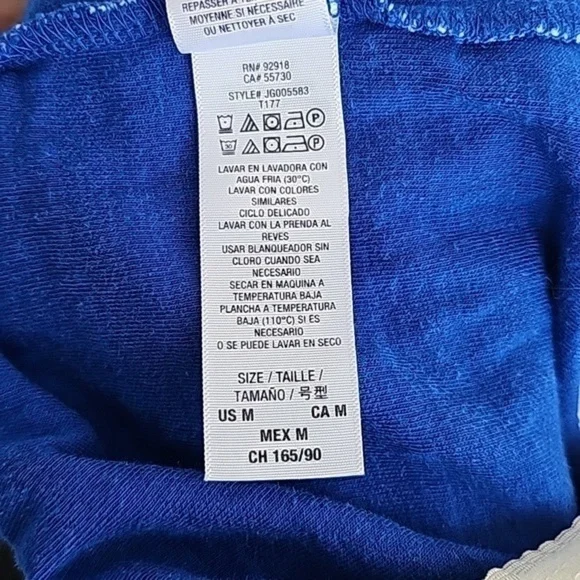 REPASSER À T
MOYENNE SI NÉCESSAIRE
OU NETTOYER À SEC
RN# 92918
CA# 55730
STYLE# JG005583
T177
LAVAR EN LAVADORA CON
AGUA FRIA (30°C)
LAVAR CON COLORES
SIMILARES
CICLO DELICADO
LAVAR CON LA PRENDA AL
REVES
USAR BLANQUEADOR SIN
CLORO CUANDO SEA
NECESARIO
SECAR EN MAQUINA A
TEMPERATURA BAJA
PLANCHA A TEMPERATURA
BAJA (110°C) SI ES
NECESARIO
O SE PUEDE LAVAR EN SECO
SIZE / TAILLE /
TAMAÑO / 号型
US M CA M
MEX M
CH 165/90